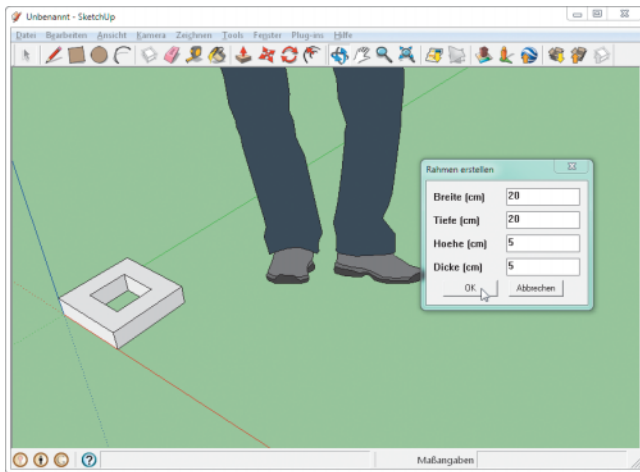 Unbenannt - SketchUp
Datei Bearbeiten Ansicht Kamera Zeichnen Tools Fenster Plug-ins Hilfe
Rahmen erstellen
Breite (cm) 20
Tiefe (cm) 20
Hoehe (cm) 5
Dicke (cm) 5
OK Abbrechen
Maßangaben